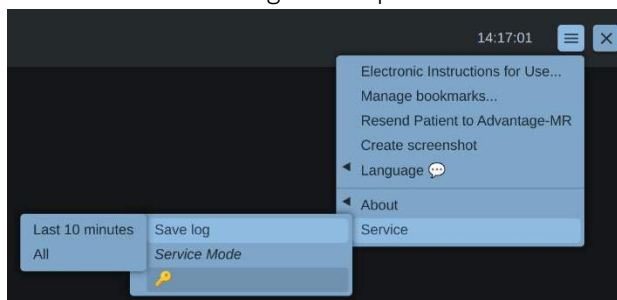 14:17:01
Electronic Instructions for Use...
Manage bookmarks...
Resend Patient to Advantage-MR
Create screenshot
Language
About
Service
Save log
Service Mode
Last 10 minutes
All